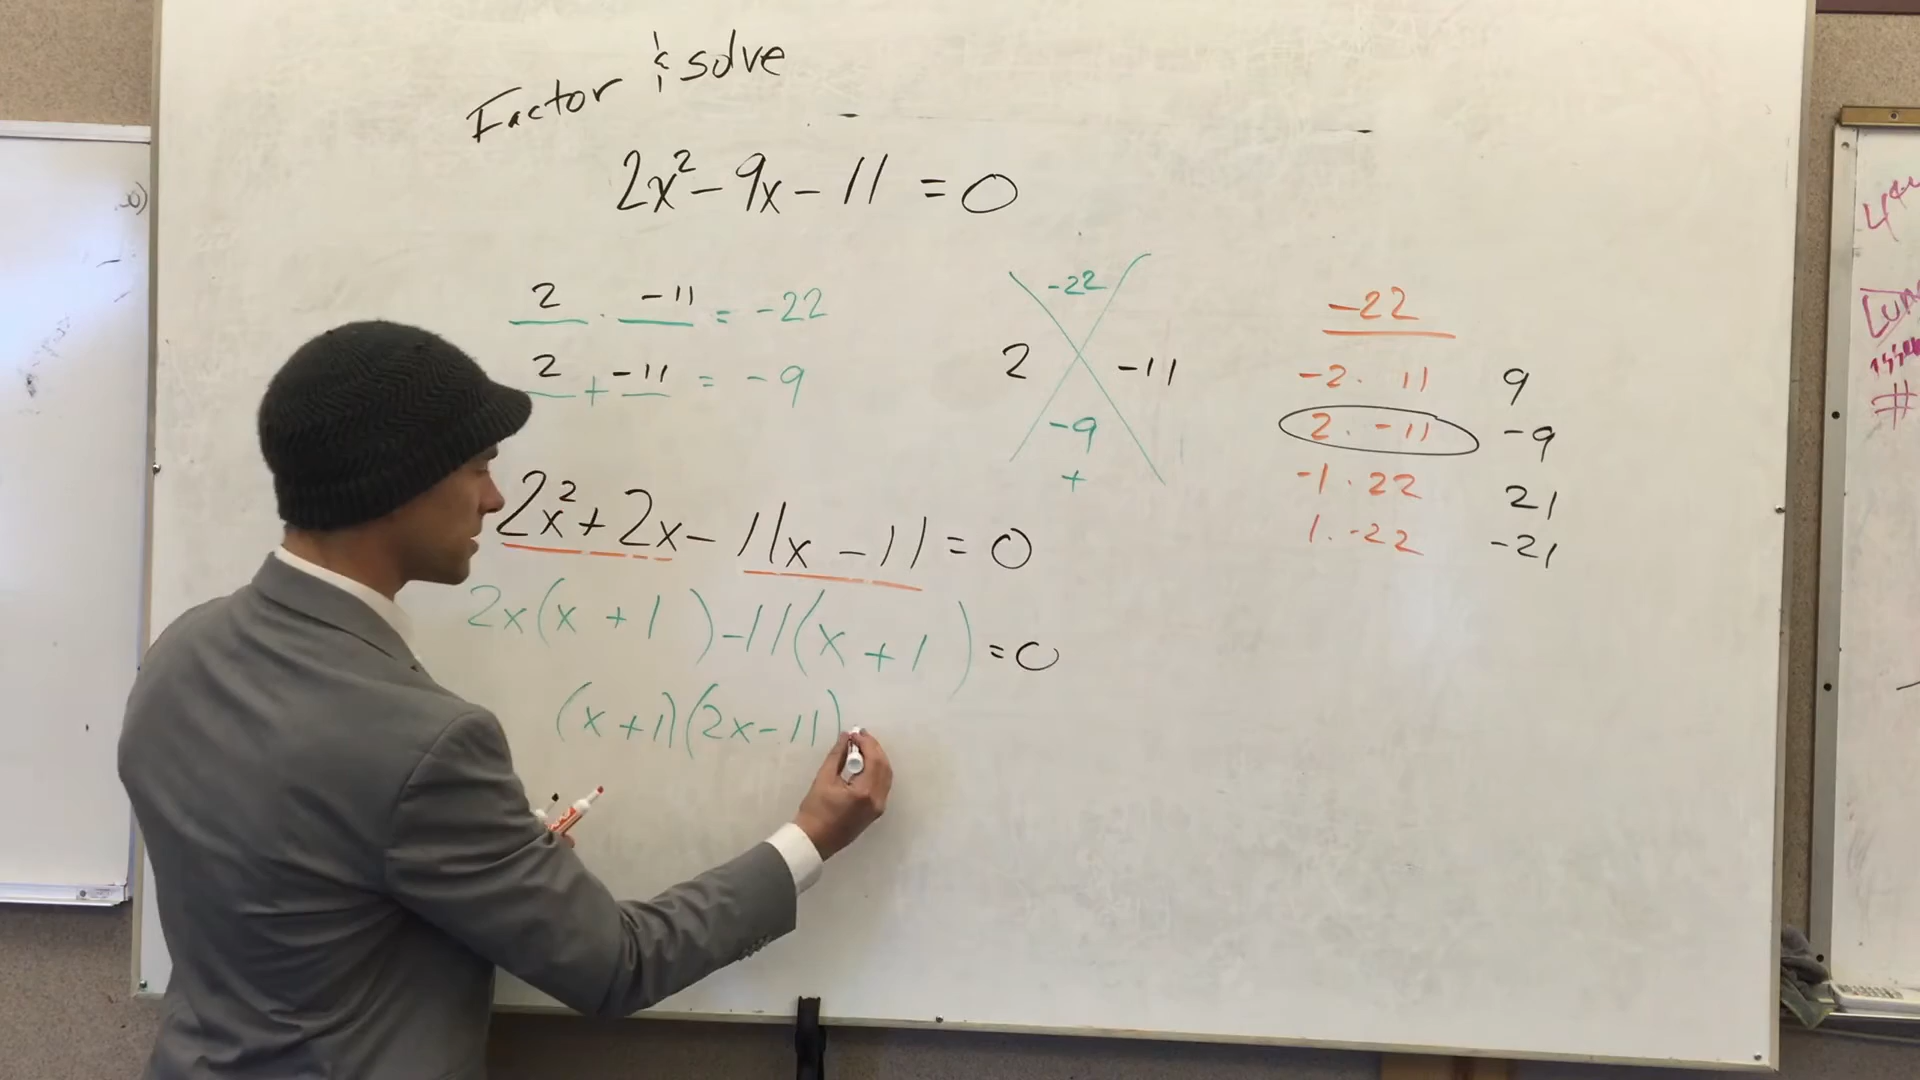 Factor & solve
2x² - 9x - 11 = 0
2 · -11 = -22
2 + -11 = -9
-22
2 -11
-9
+
-22
-2 · 11 9
2 · -11 -9
-1 · 22 21
1 · -22 -21
2x² + 2x - 11x - 11 = 0
2x(x + 1) - 11(x + 1) = 0
(x + 1)(2x - 11)
#